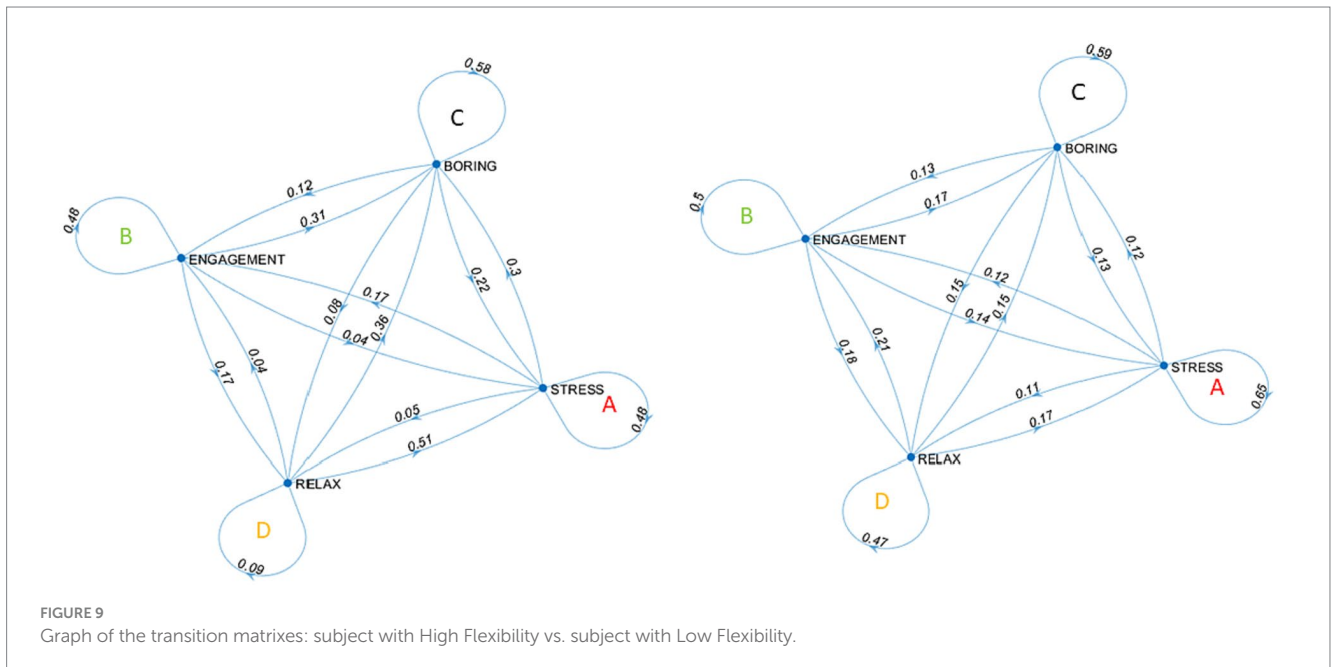 0.58
C
BORING
0.12
0.31
0.48
B
ENGAGEMENT
0.22
0.3
0.08
0.17
0.04
0.36
0.17
0.04
STRESS
A
0.48
0.05
0.51
RELAX
D
0.09
0.59
C
BORING
0.13
0.17
0.5
B
ENGAGEMENT
0.13
0.12
0.15
0.12
0.14
0.15
0.18
0.21
STRESS
A
0.65
0.11
0.17
RELAX
D
0.47
FIGURE 9
Graph of the transition matrixes: subject with High Flexibility vs. subject with Low Flexibility.